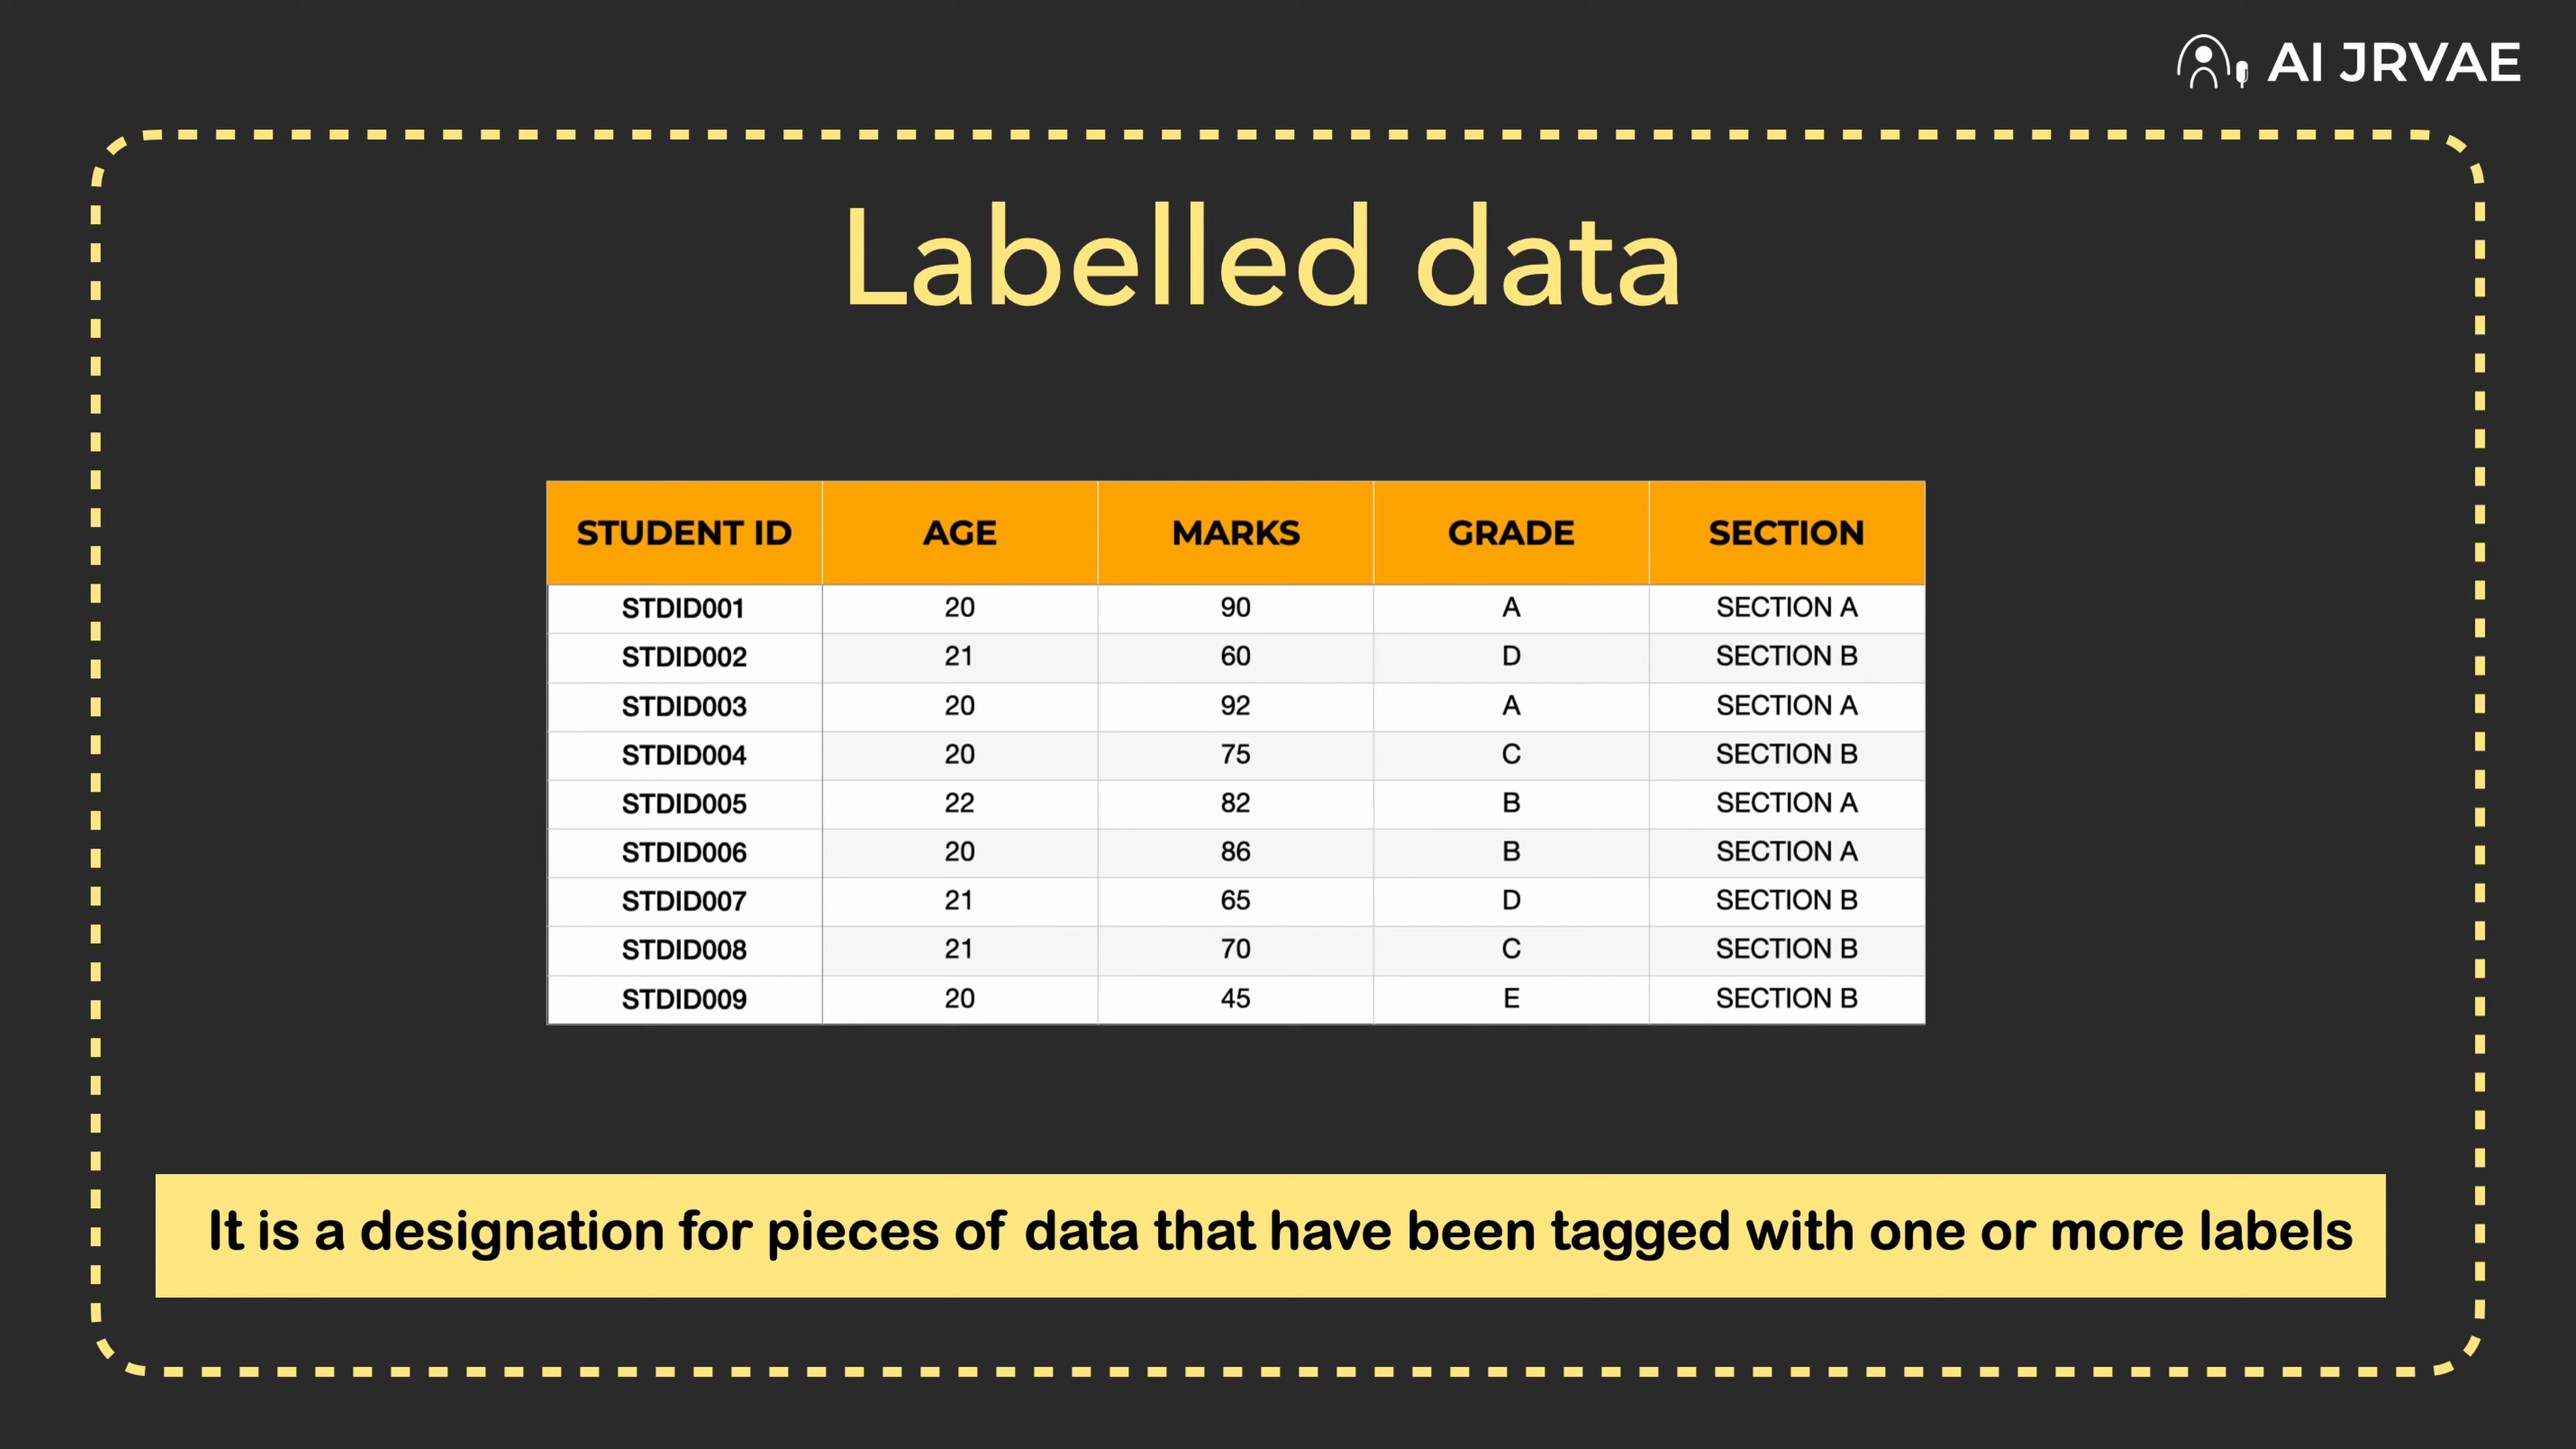 AI JRVAE
Labelled data
STUDENT ID AGE MARKS GRADE SECTION
STDID001 20 90 A SECTION A
STDID002 21 60 D SECTION B
STDID003 20 92 A SECTION A
STDID004 20 75 C SECTION B
STDID005 22 82 B SECTION A
STDID006 20 86 B SECTION A
STDID007 21 65 D SECTION B
STDID008 21 70 C SECTION B
STDID009 20 45 E SECTION B
It is a designation for pieces of data that have been tagged with one or more labels